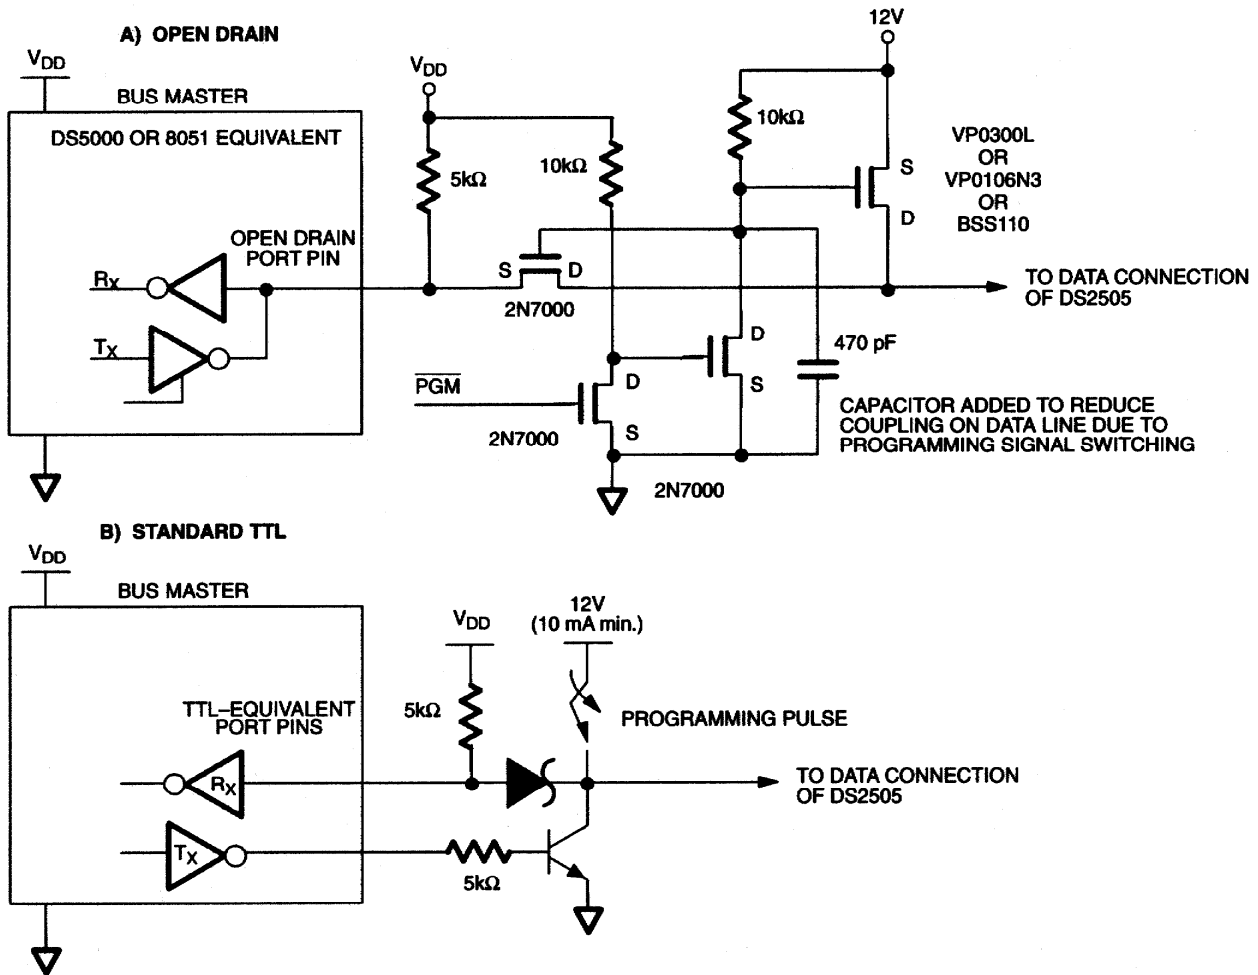 A) OPEN DRAIN
VDD
BUS MASTER
DS5000 OR 8051 EQUIVALENT
OPEN DRAIN
PORT PIN
RX
TX
VDD
5kΩ
10kΩ
S
D
2N7000
PGM
D
S
2N7000
12V
10kΩ
S
D
VP0300L
OR
VP0106N3
OR
BSS110
TO DATA CONNECTION
OF DS2505
D
S
2N7000
470 pF
CAPACITOR ADDED TO REDUCE
COUPLING ON DATA LINE DUE TO
PROGRAMMING SIGNAL SWITCHING
B) STANDARD TTL
VDD
BUS MASTER
TTL–EQUIVALENT
PORT PINS
RX
TX
VDD
5kΩ
12V
(10 mA min.)
PROGRAMMING PULSE
TO DATA CONNECTION
OF DS2505
5kΩ